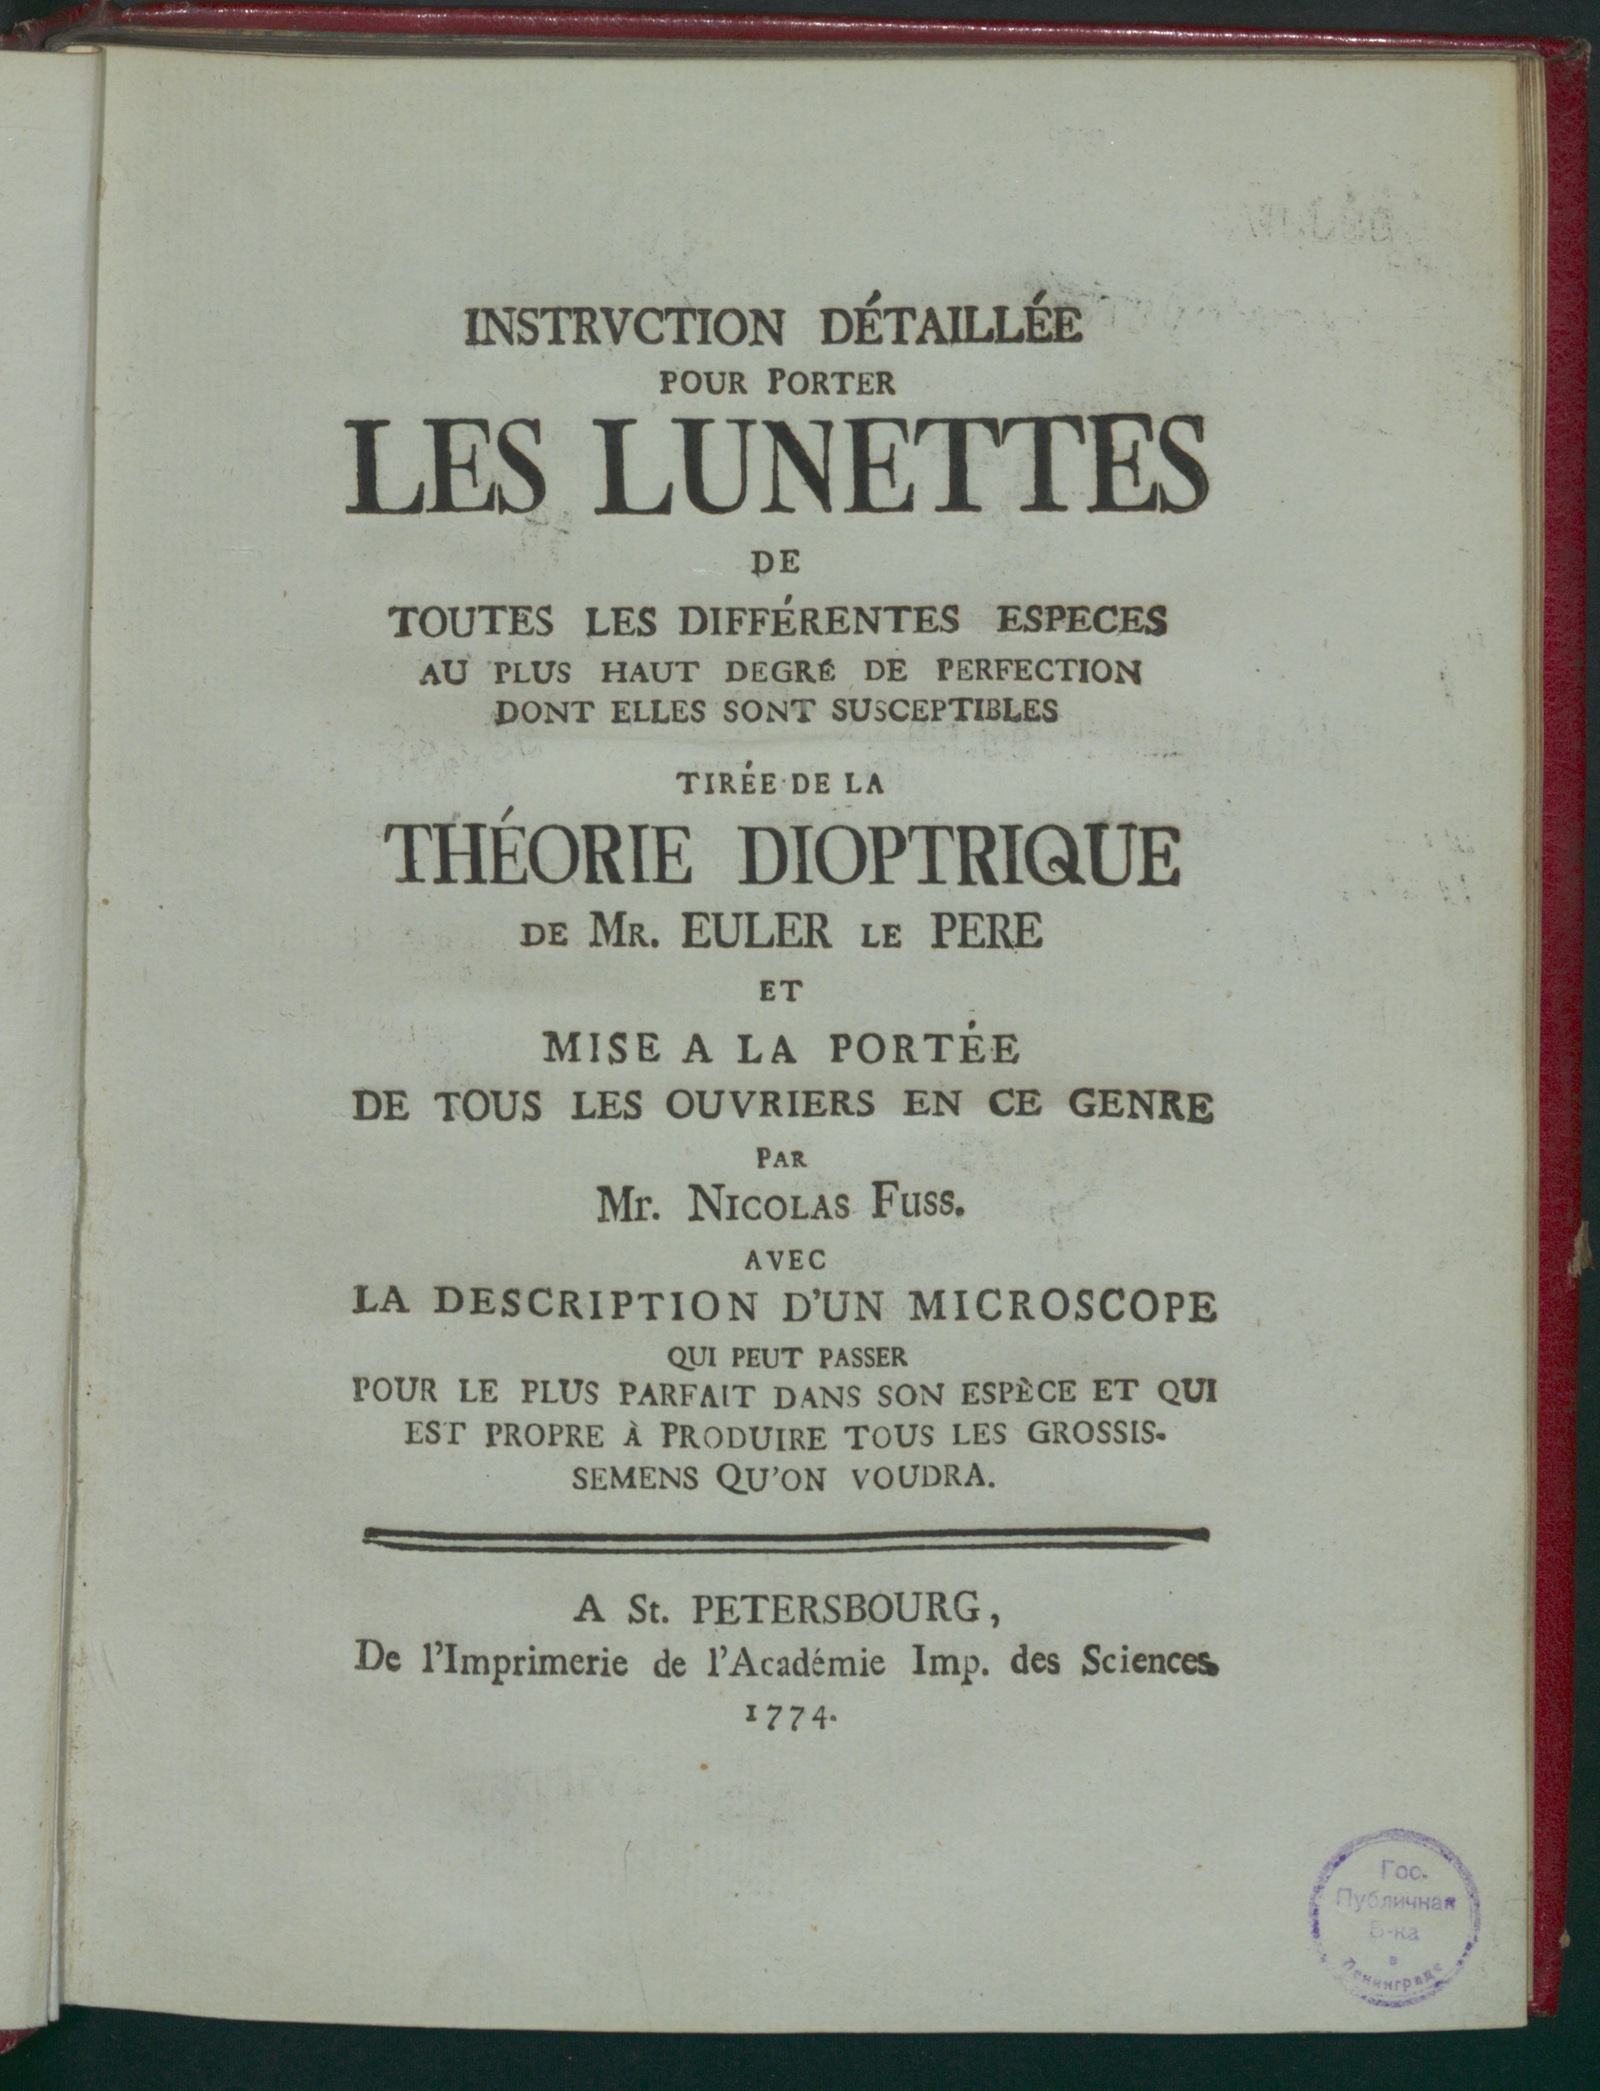 INSTRVCTION DÉTAILLÉE
POUR PORTER
LES LUNETTES
DE
TOUTES LES DIFFÉRENTES ESPECES
AU PLUS HAUT DEGRÉ DE PERFECTION
DONT ELLES SONT SUSCEPTIBLES
TIRÉE DE LA
THÉORIE DIOPTRIQUE
DE MR. EULER LE PERE
ET
MISE A LA PORTÉE
DE TOUS LES OUVRIERS EN CE GENRE
PAR
Mr. NICOLAS FUSS.
AVEC
LA DESCRIPTION D'UN MICROSCOPE
QUI PEUT PASSER
POUR LE PLUS PARFAIT DANS SON ESPÈCE ET QUI
EST PROPRE À PRODUIRE TOUS LES GROSSIS-
SEMENS QU'ON VOUDRA.
A St. PETERSBOURG,
De l'Imprimerie de l'Académie Imp. des Sciences.
1774.
Гос.
Публичная
Б-ка
в
Ленинграде